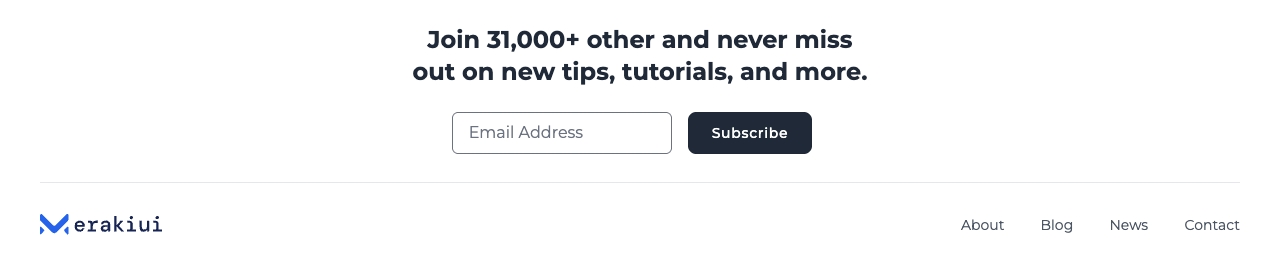 Join 31,000+ other and never miss
out on new tips, tutorials, and more.
Email Address
Subscribe
erakiui
About
Blog
News
Contact